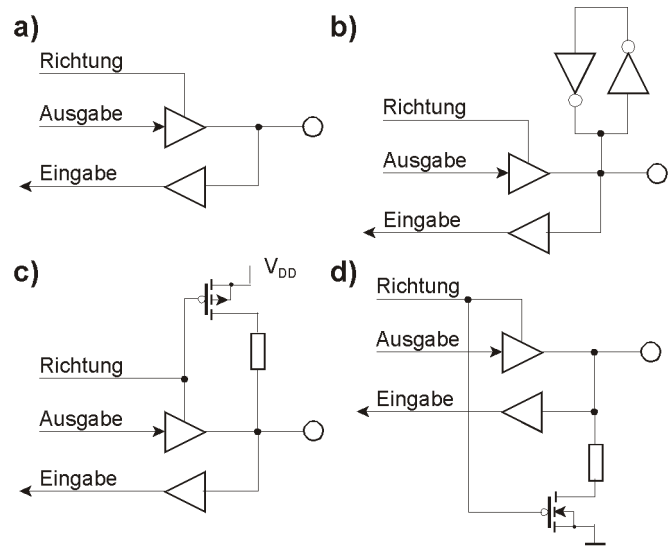 a)
Richtung
Ausgabe
Eingabe
b)
Richtung
Ausgabe
Eingabe
c)
V_DD
Richtung
Ausgabe
Eingabe
d)
Richtung
Ausgabe
Eingabe